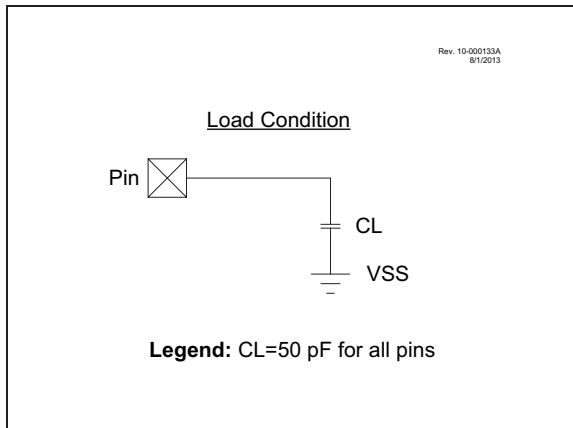 Rev. 10-000133A
8/1/2013
Load Condition
Pin
CL
VSS
Legend: CL=50 pF for all pins